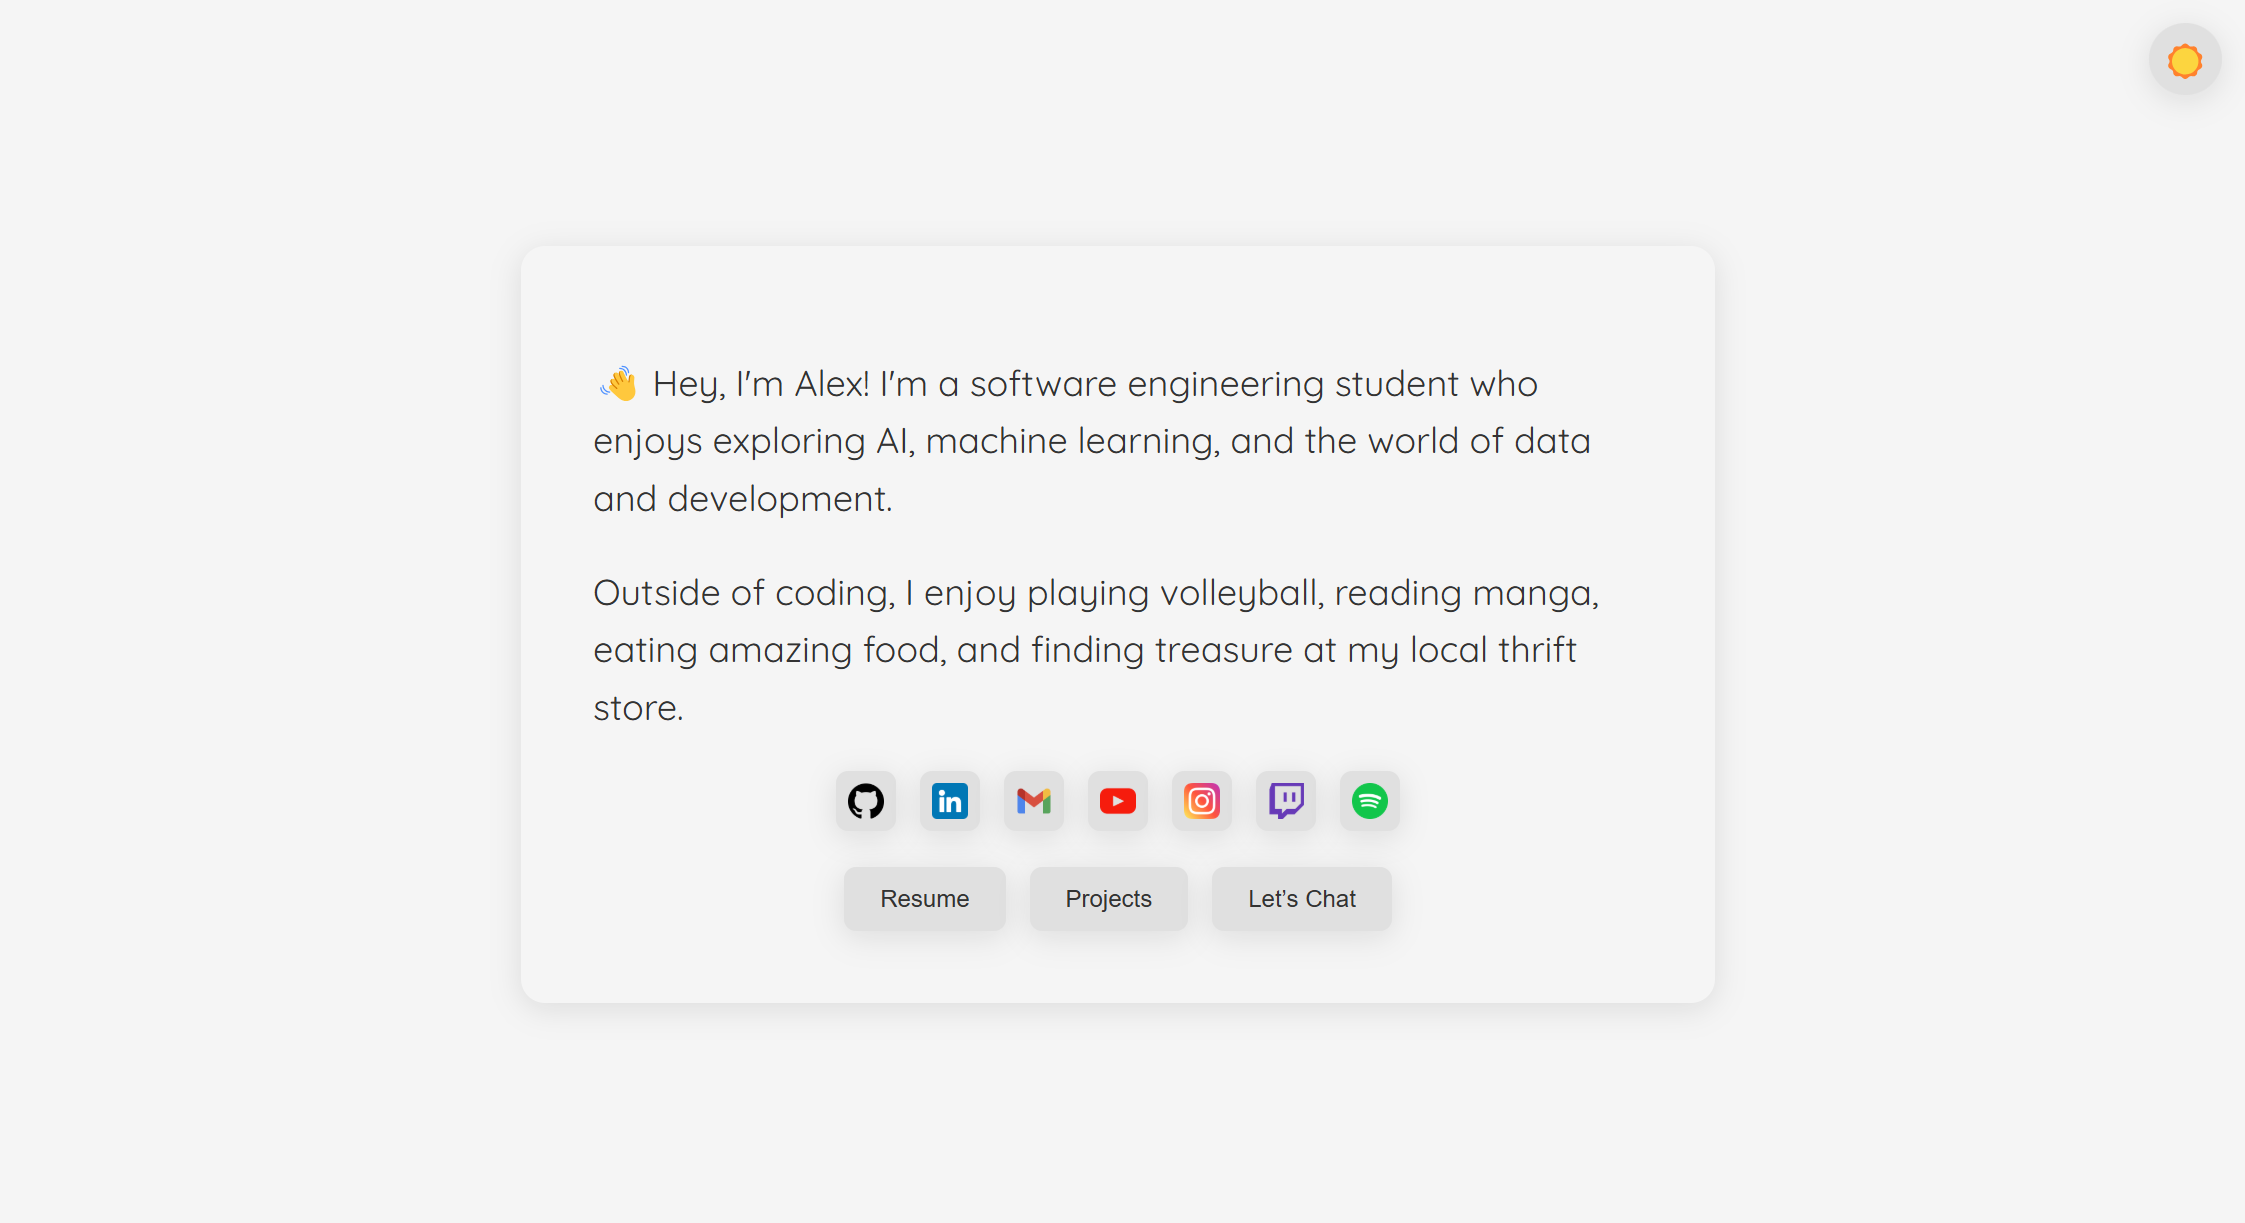 👋 Hey, I'm Alex! I'm a software engineering student who
enjoys exploring AI, machine learning, and the world of data
and development.
Outside of coding, I enjoy playing volleyball, reading manga,
eating amazing food, and finding treasure at my local thrift
store.
in
Resume Projects Let’s Chat